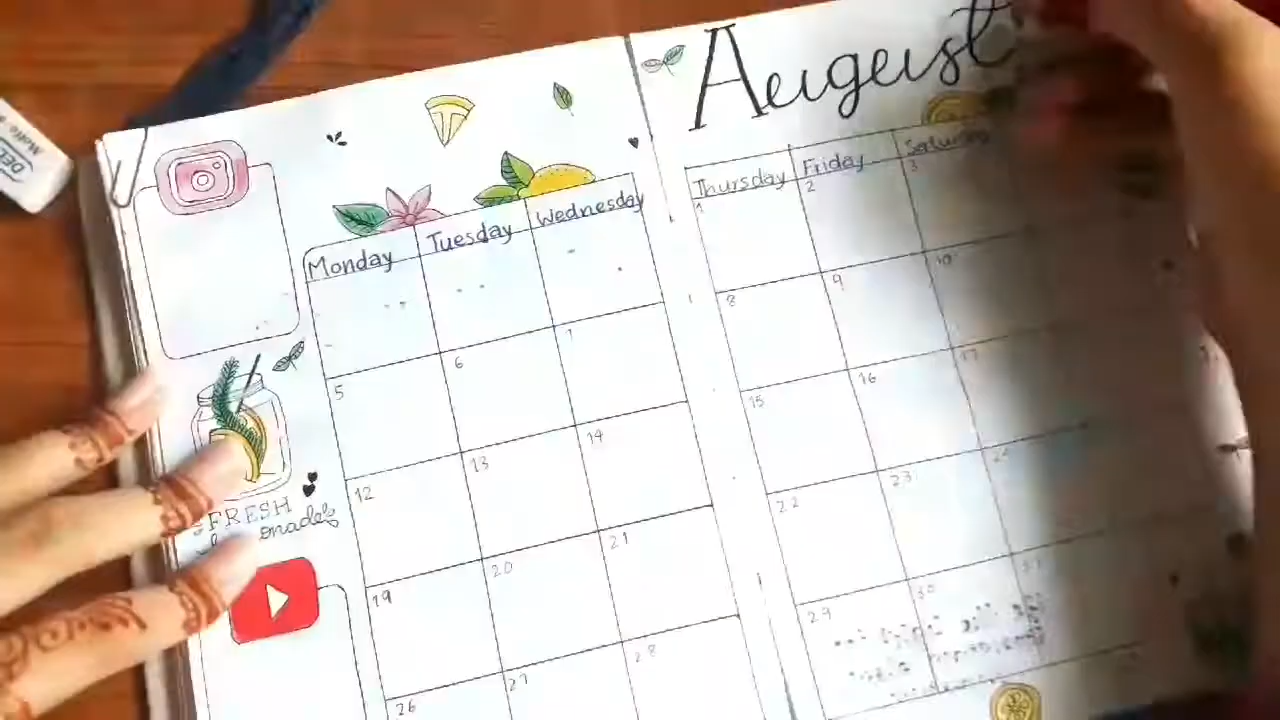 August
Monday Tuesday Wednesday Thursday Friday Saturday
1 2 3
5 6 7 8 9 10
12 13 14 15 16 17
19 20 21 22 23
26 27 28 29 30 31
FRESH